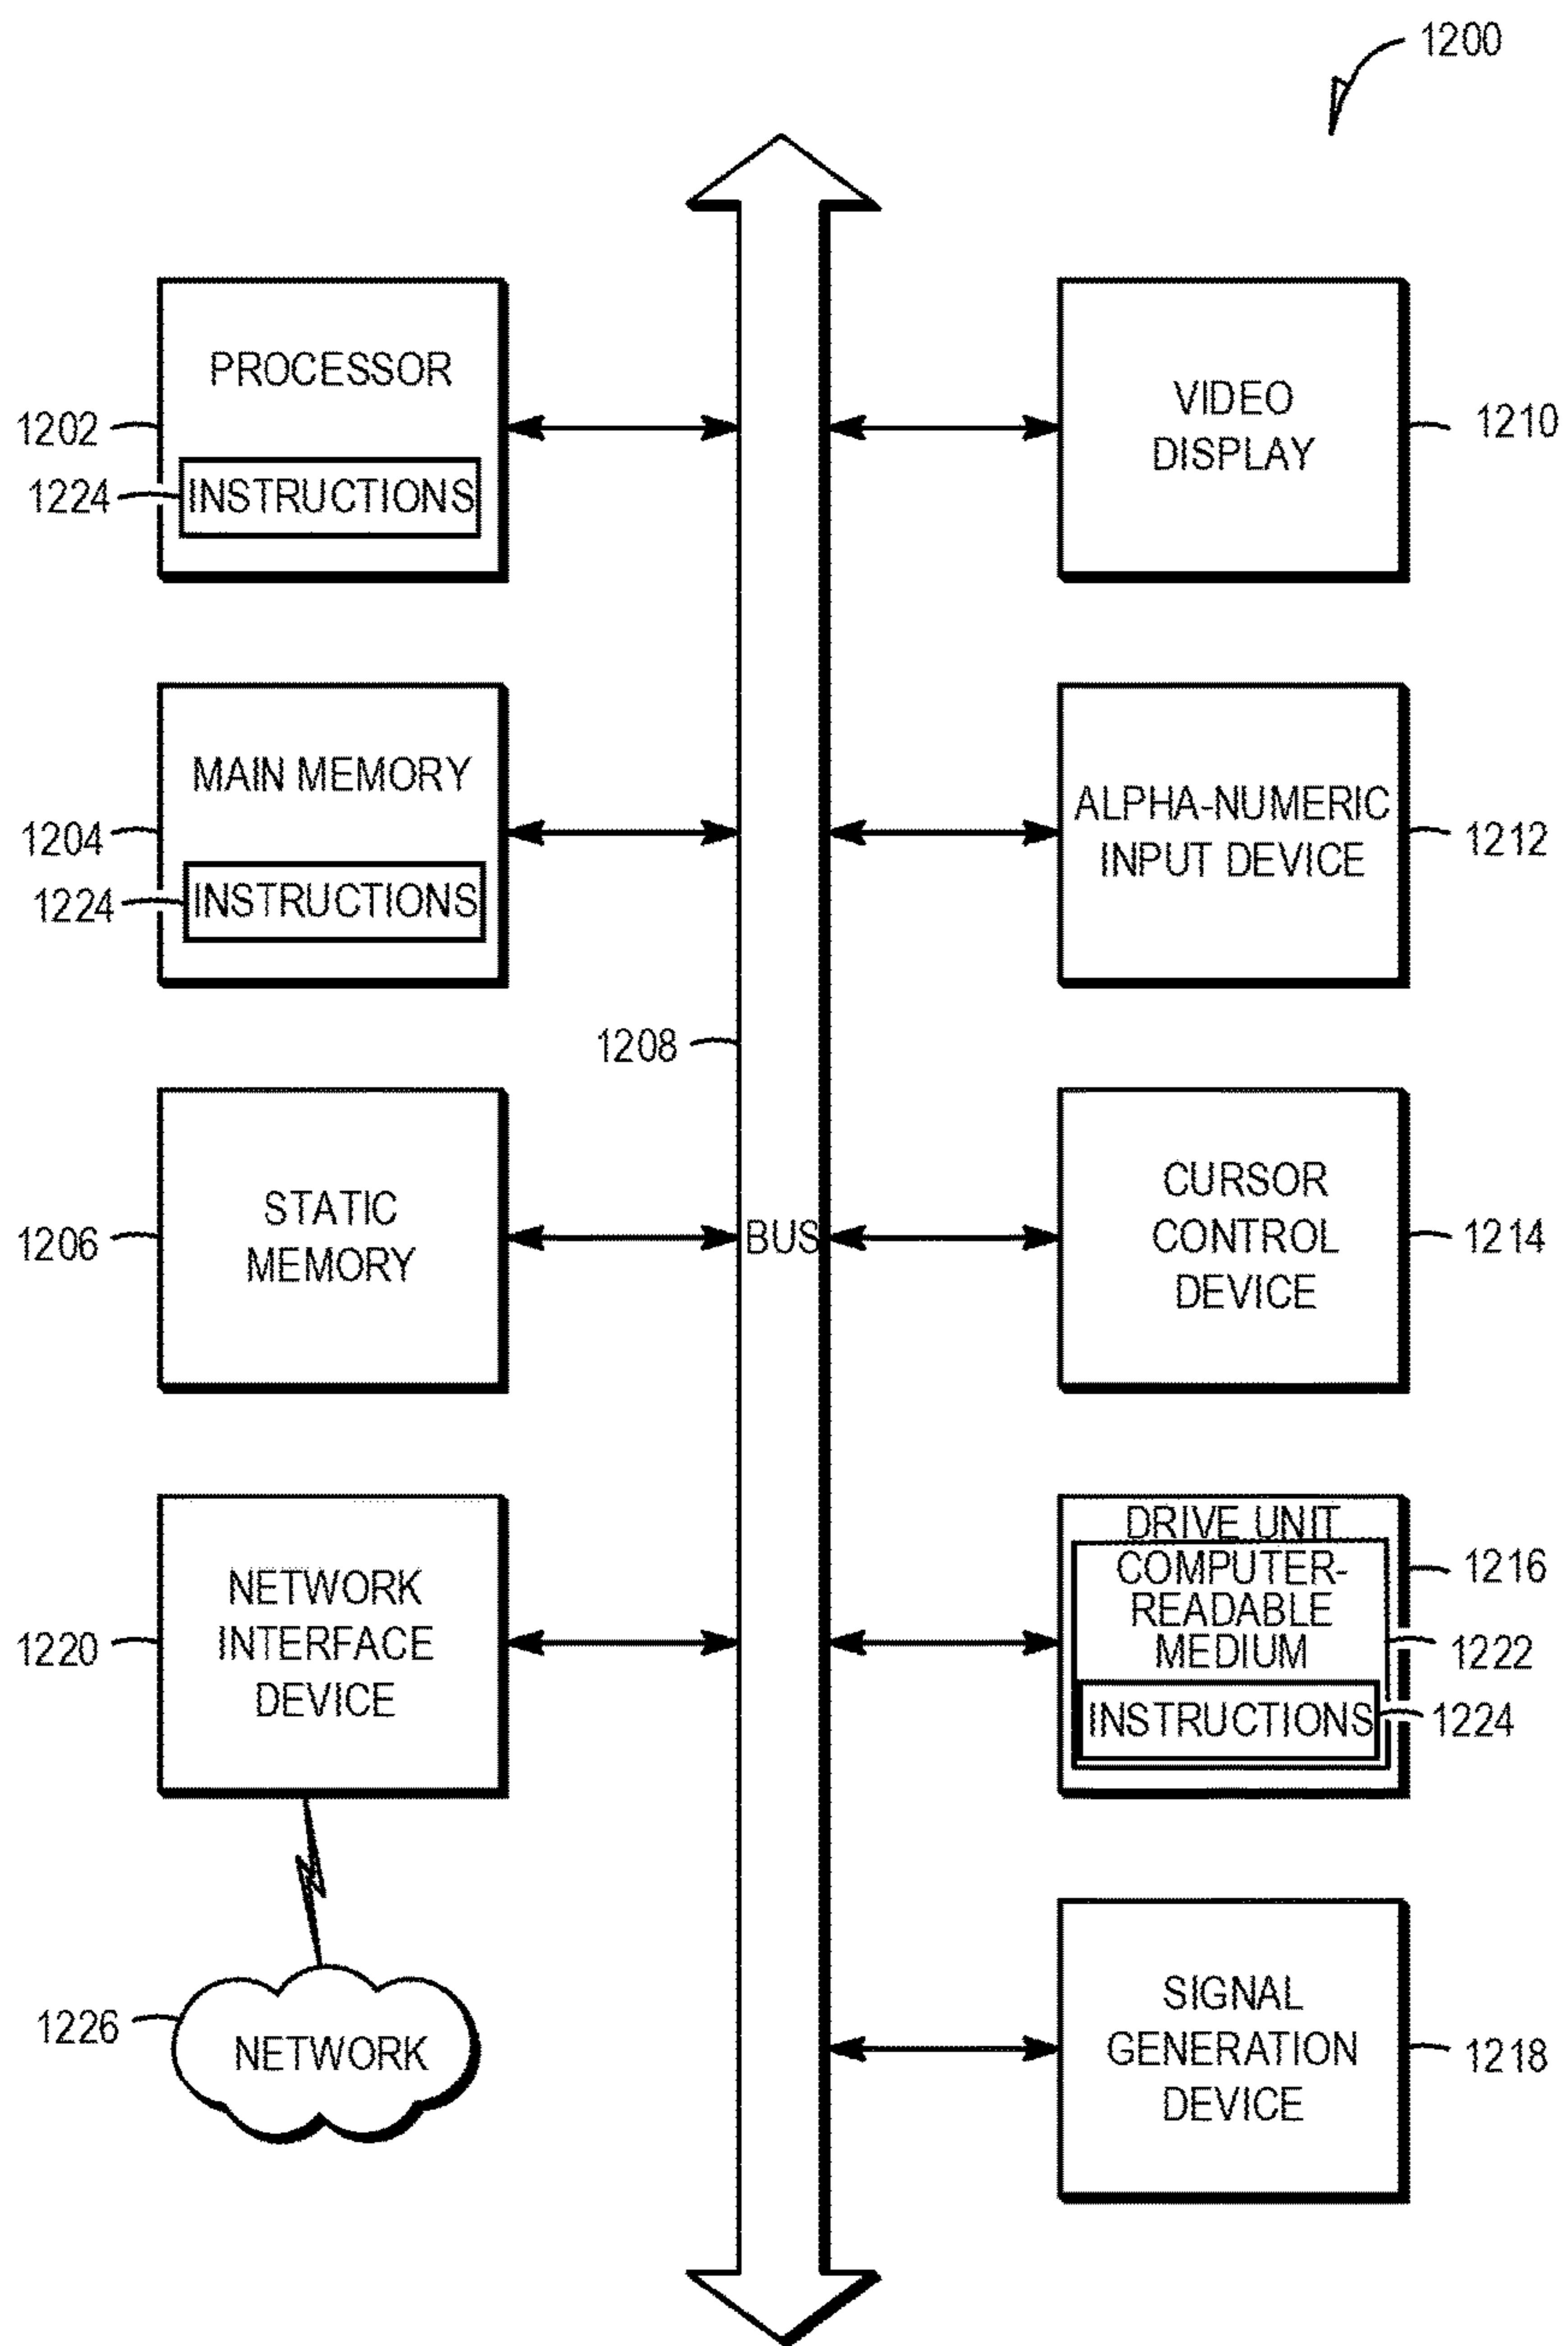 1200
PROCESSOR
1202
1224
INSTRUCTIONS
MAIN MEMORY
1204
1224
INSTRUCTIONS
1208
STATIC
MEMORY
1206
BUS
NETWORK
INTERFACE
DEVICE
1220
1226
NETWORK
VIDEO
DISPLAY
1210
ALPHA-NUMERIC
INPUT DEVICE
1212
CURSOR
CONTROL
DEVICE
1214
DRIVE UNIT
1216
COMPUTER-
READABLE
MEDIUM
1222
INSTRUCTIONS
1224
SIGNAL
GENERATION
DEVICE
1218